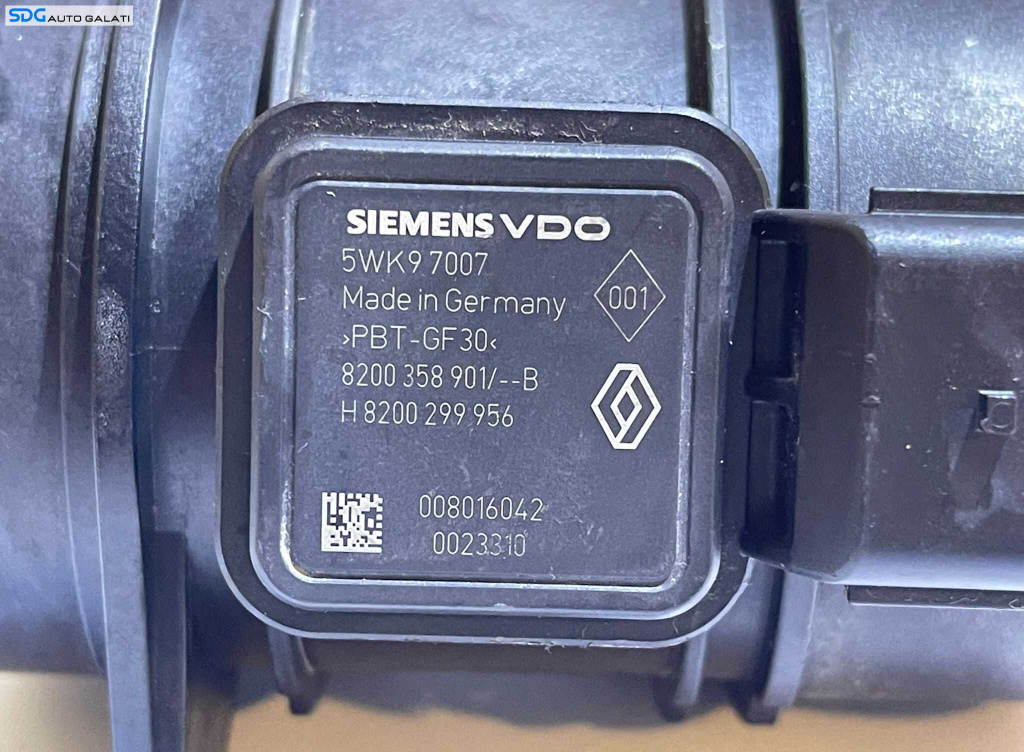 SDG AUTO GALATI
SIEMENS VDO
5WK9 7007
Made in Germany
001
>PBT-GF30<
8200 358 901/--B
H 8200 299 956
008016042
0023310